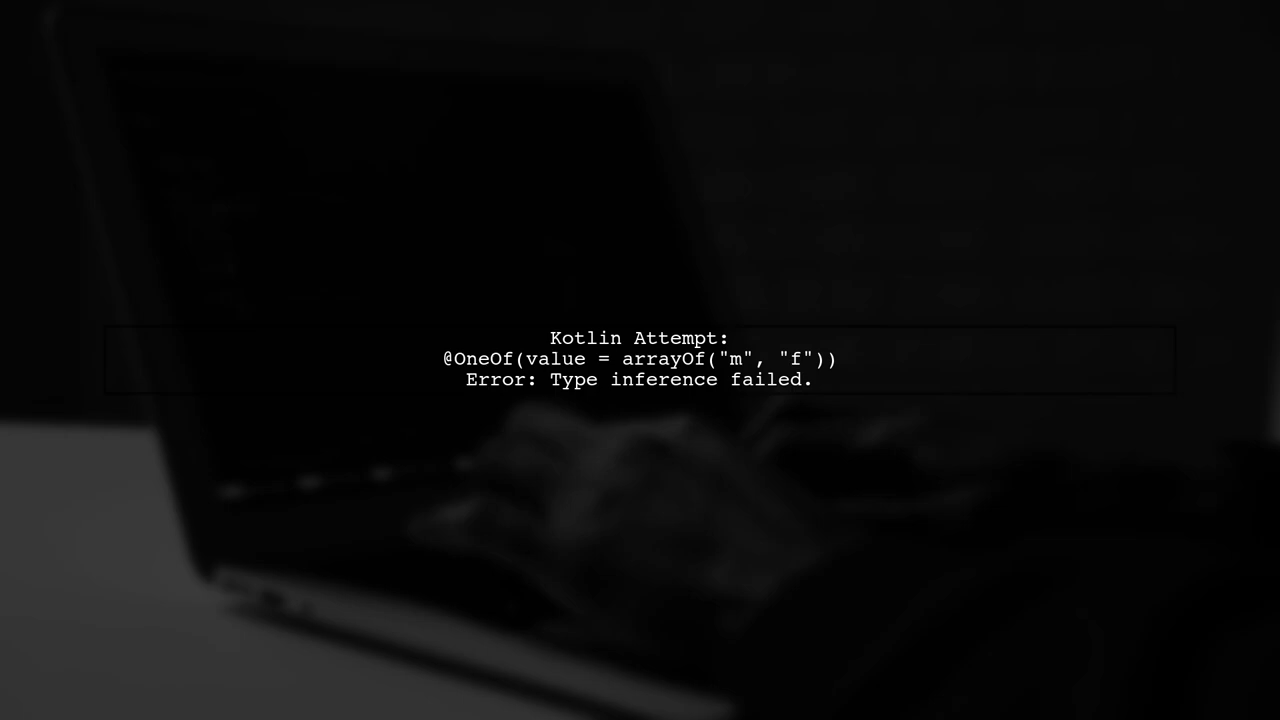 Kotlin Attempt:
@OneOf(value = arrayOf("m", "f"))
Error: Type inference failed.